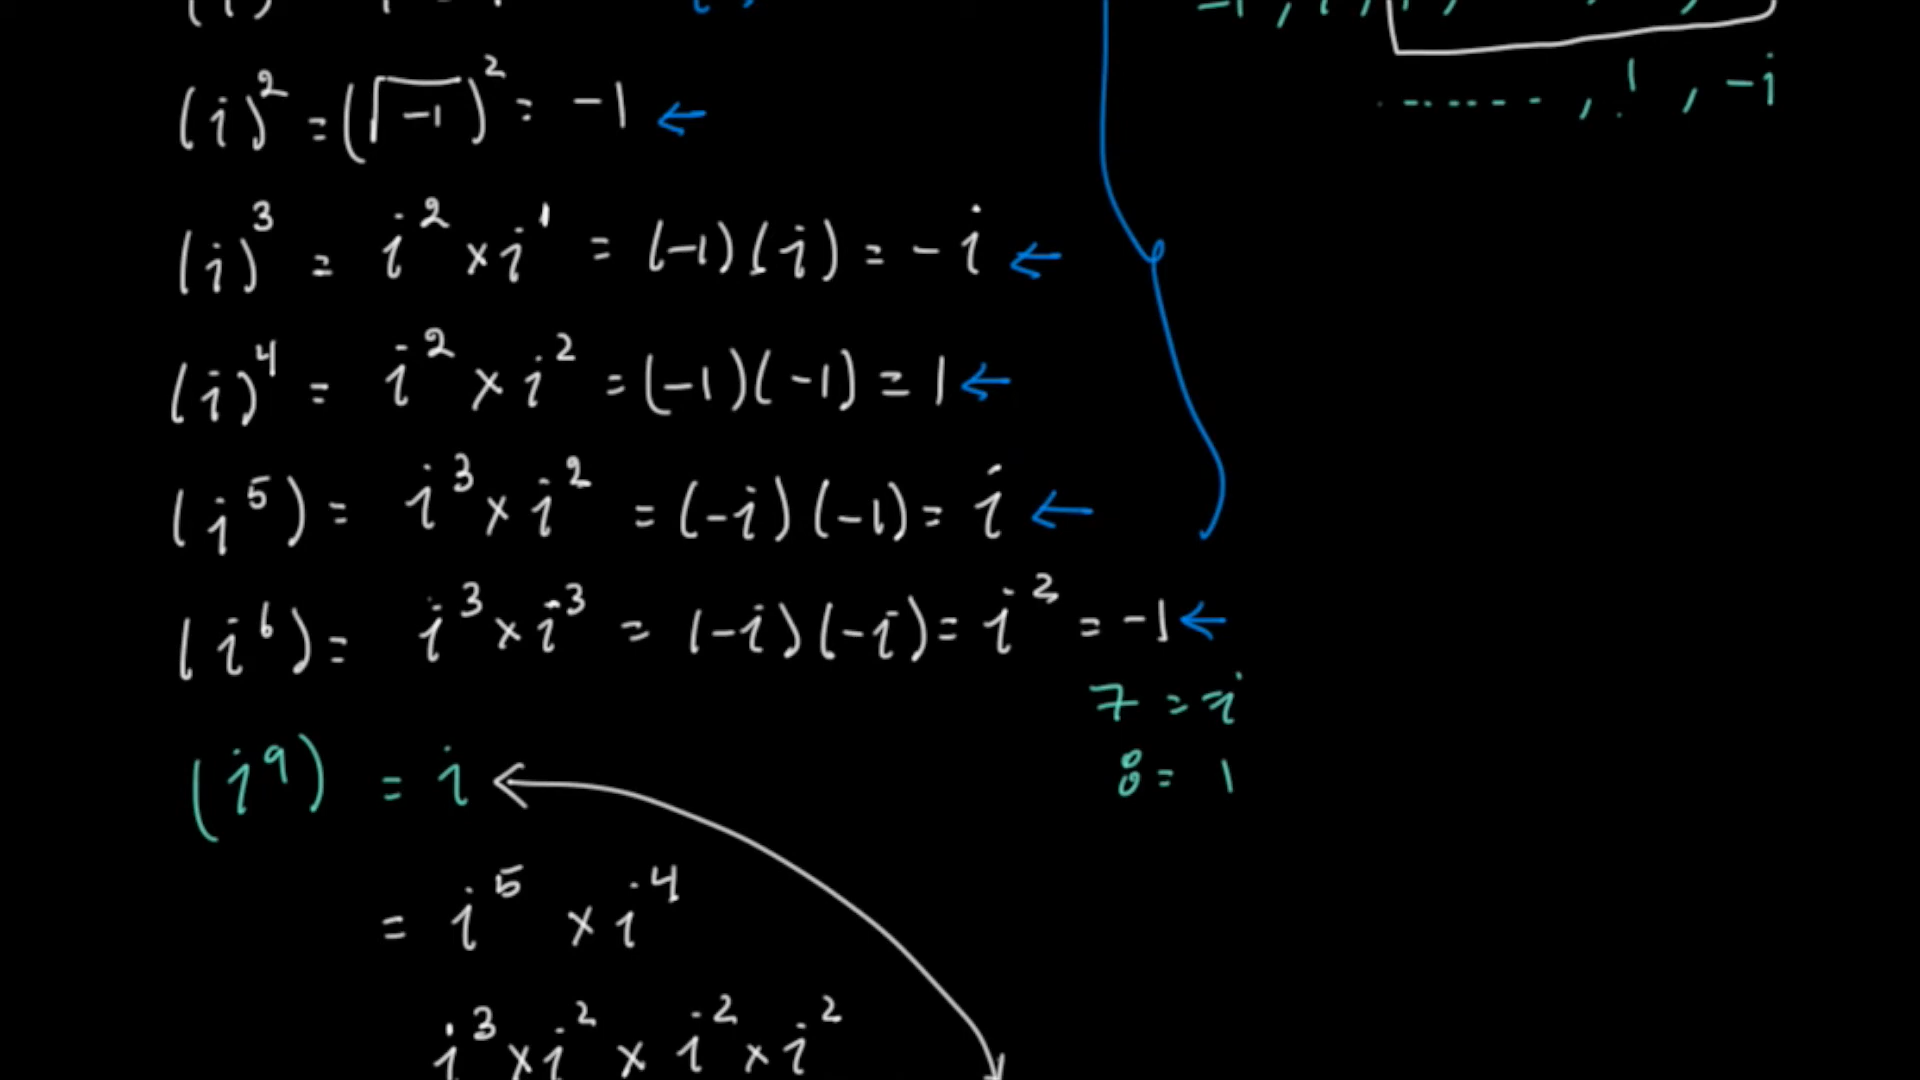 (i)² = (√-1)² = -1 ←
(i)³ = i² × i¹ = (-1)(i) = -i ←
(i)⁴ = i² × i² = (-1)(-1) = 1 ←
(i⁵) = i³ × i² = (-i)(-1) = i ←
(i⁶) = i³ × i³ = (-i)(-i) = i² = -1 ←
7 = -i
8 = 1
(i⁹) = i
= i⁵ × i⁴
i³ × i² × i² × i²
------ , 1 , -i